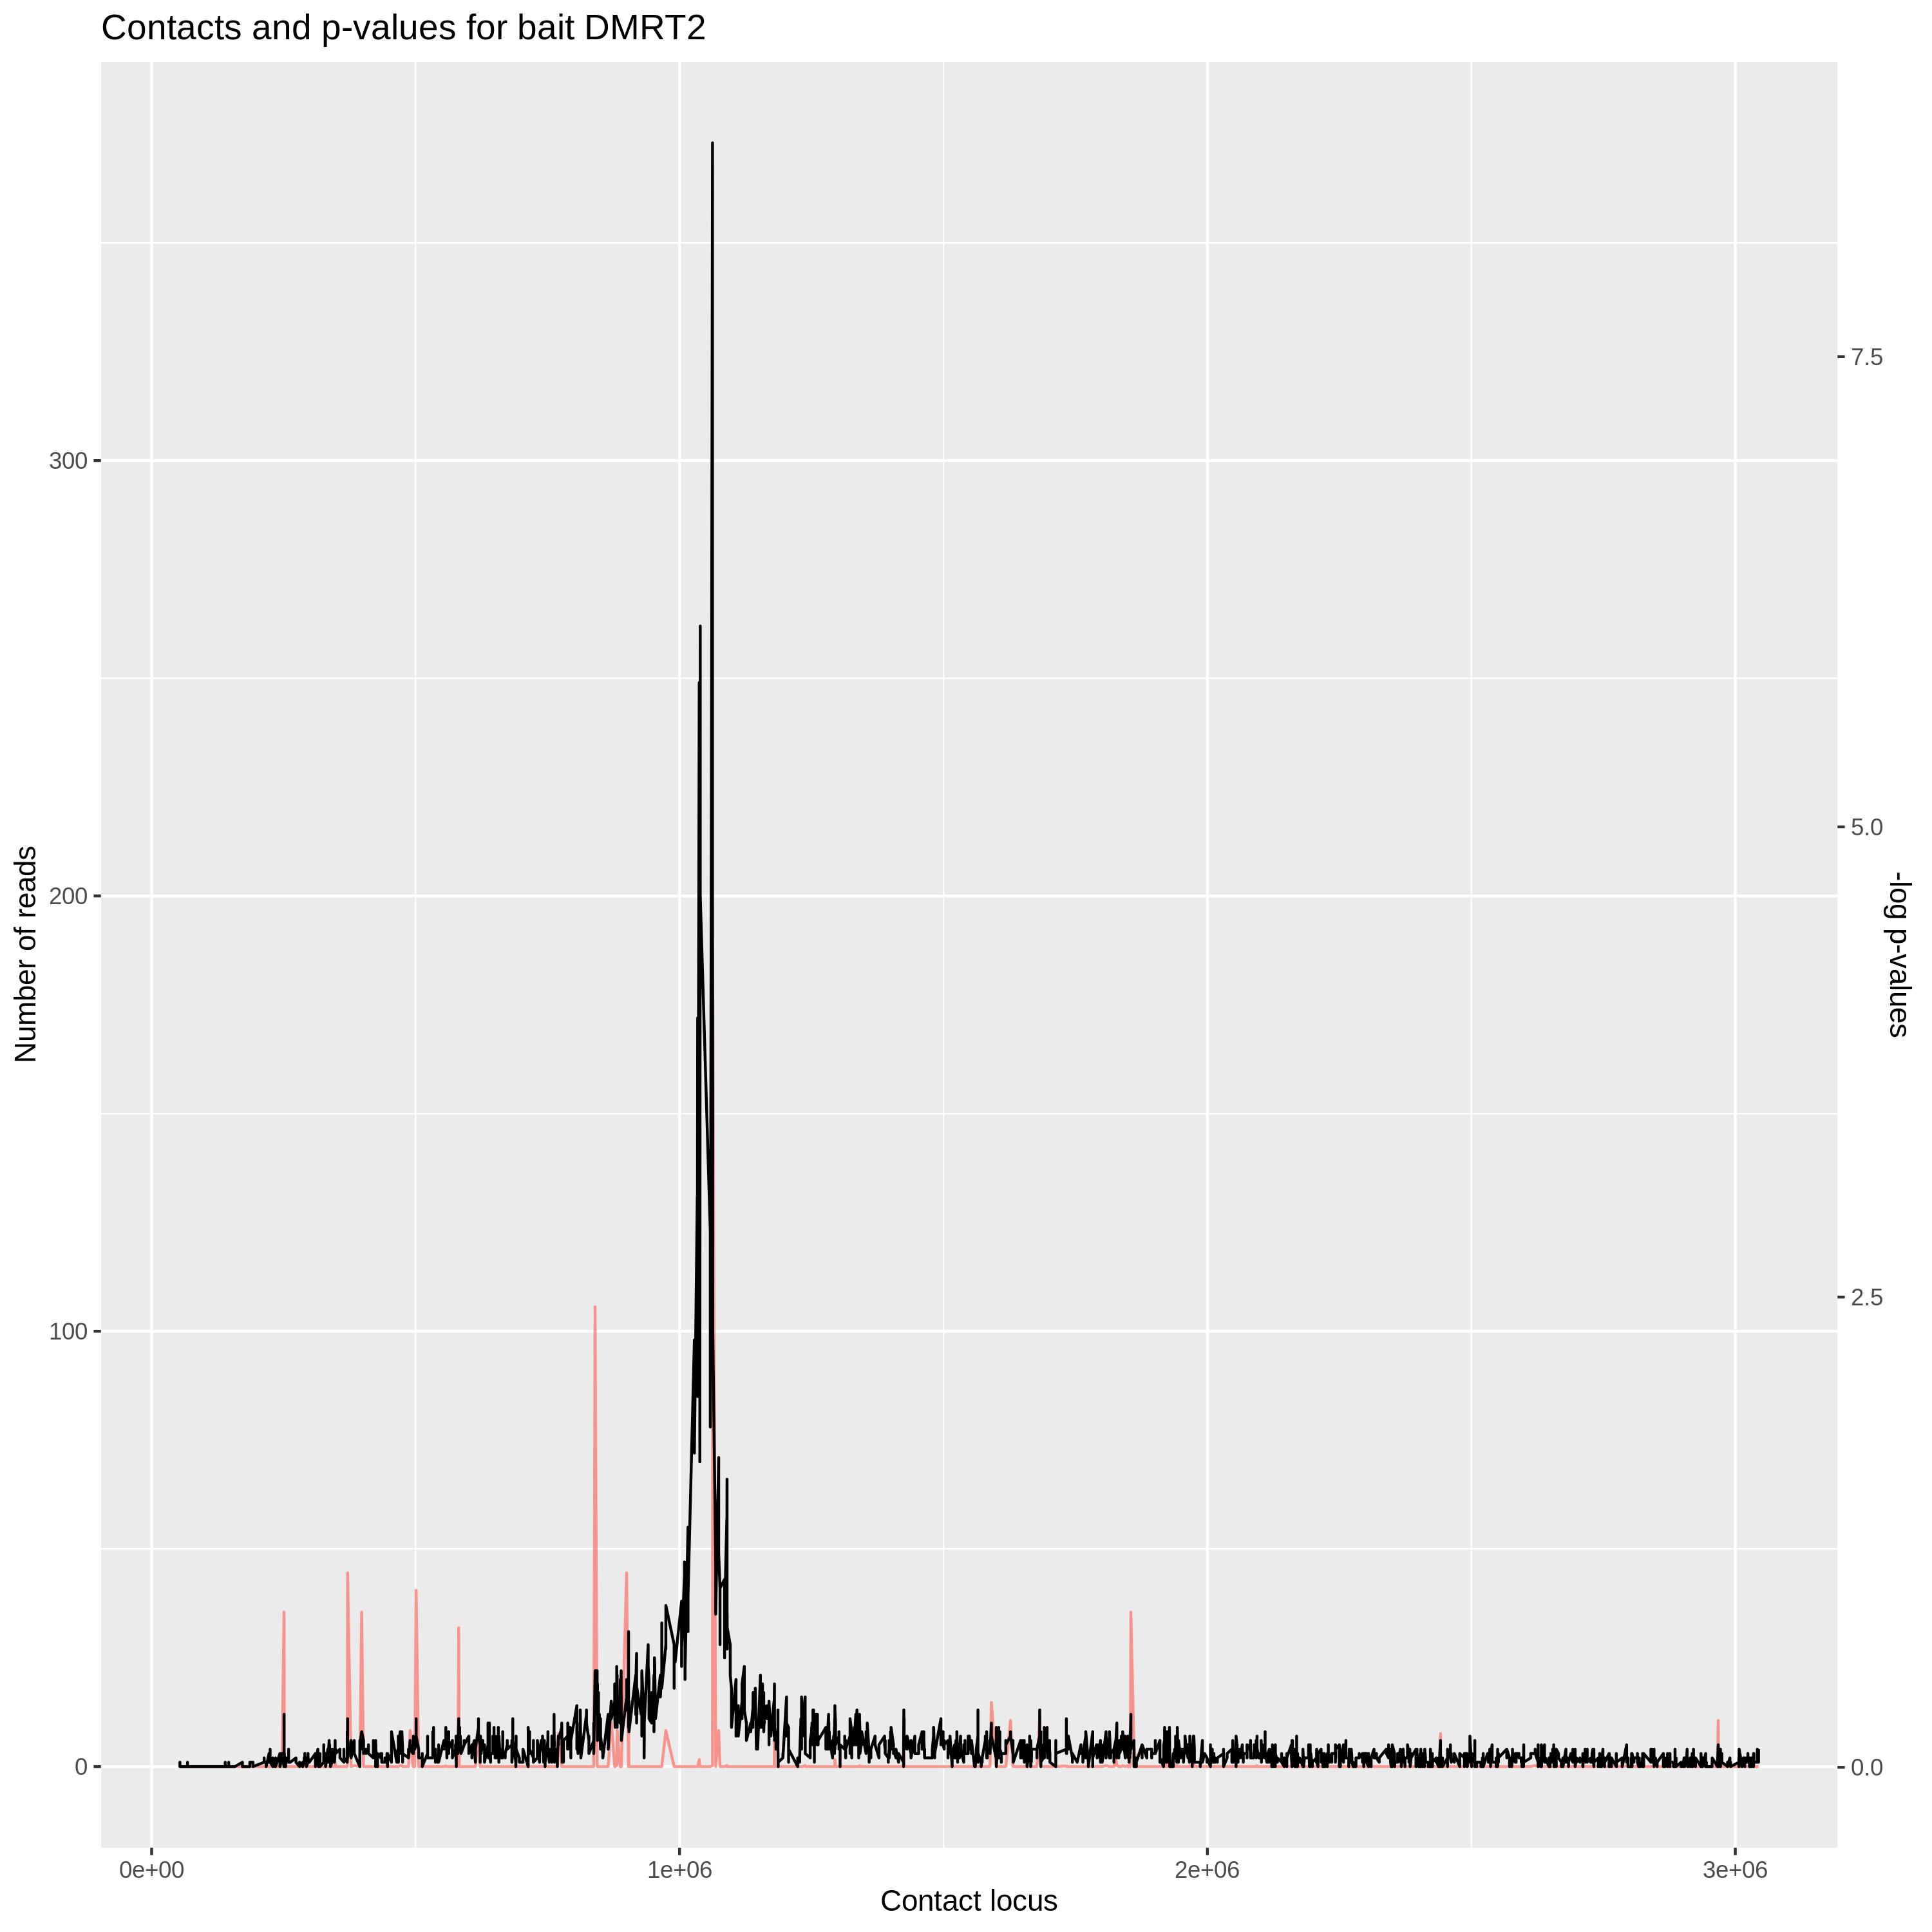 Contacts and p-values for bait DMRT2
300
200
100
0
Number of reads
7.5
5.0
2.5
0.0
-log p-values
0e+00
1e+06
2e+06
3e+06
Contact locus